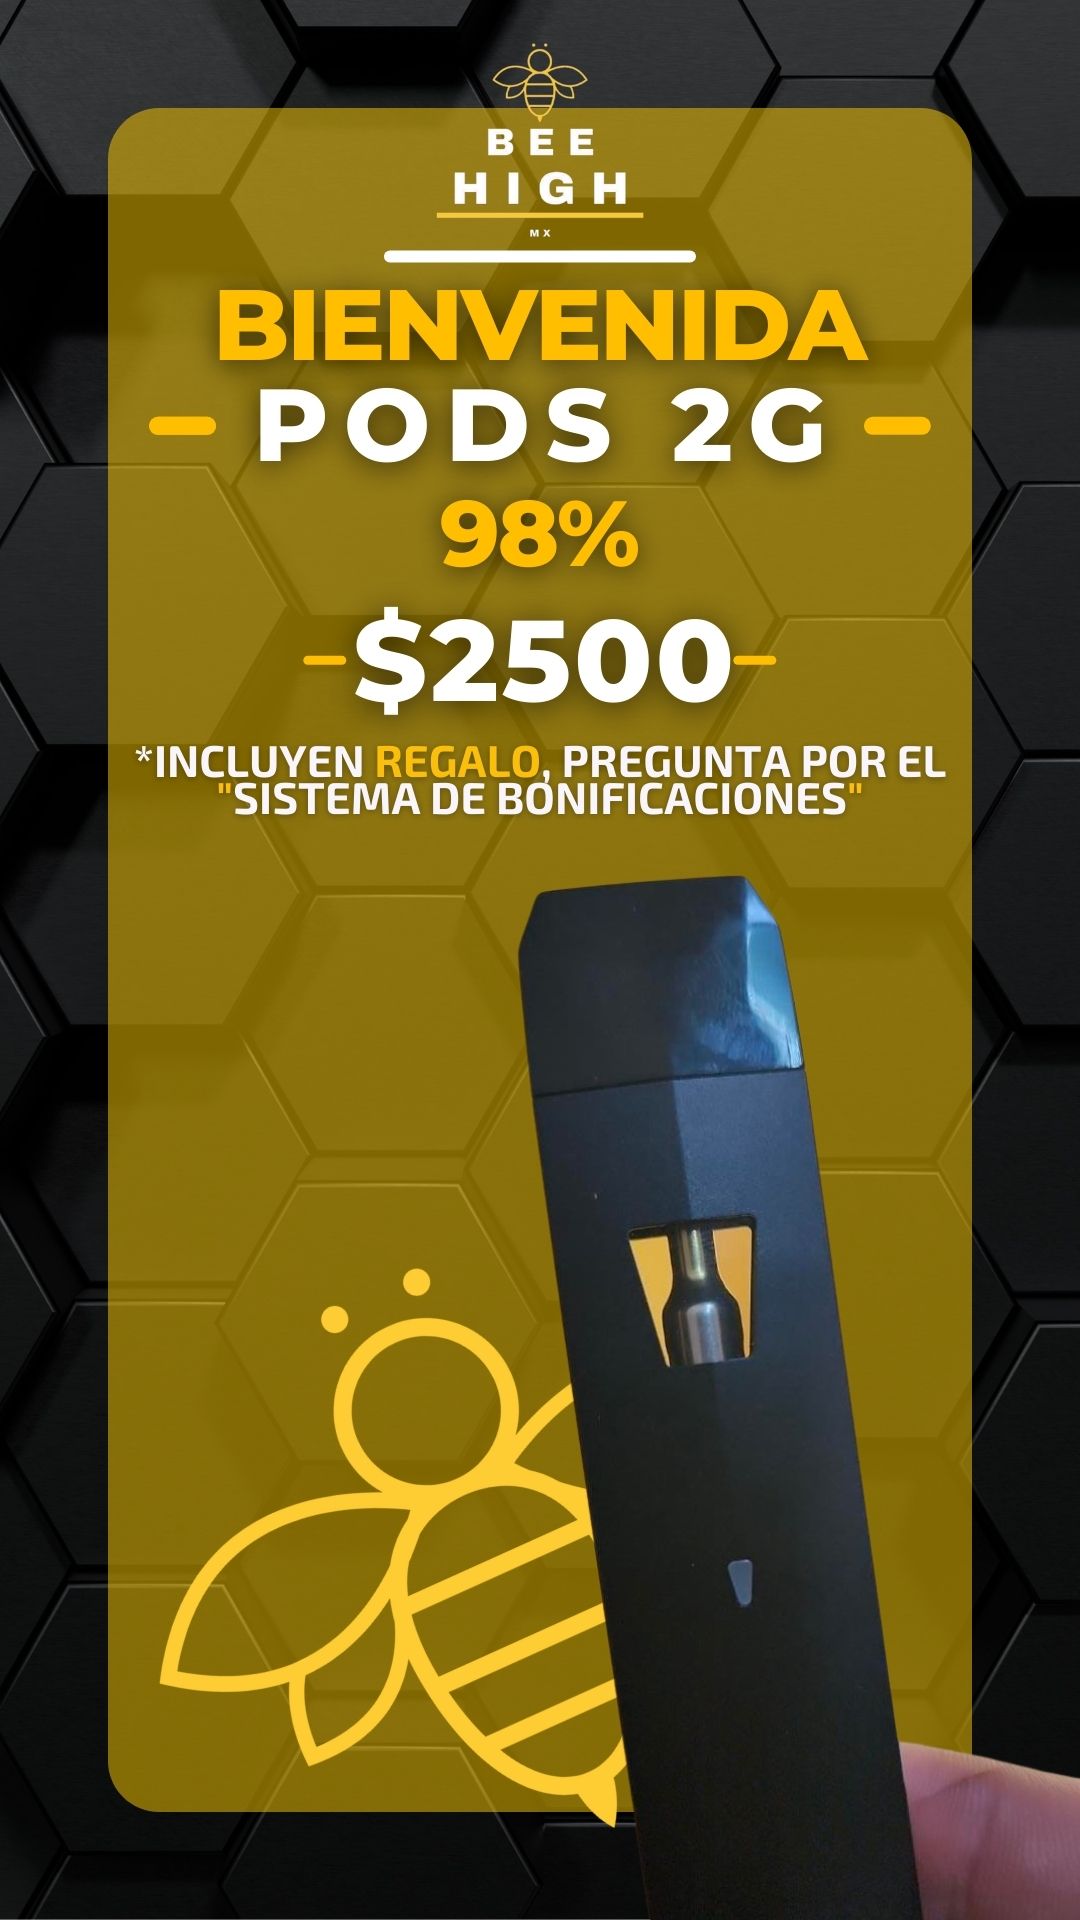 BEE
HIGH
MX
BIENVENIDA
PODS 2G
98%
$2500
*INCLUYEN REGALO, PREGUNTA POR EL
"SISTEMA DE BONIFICACIONES"